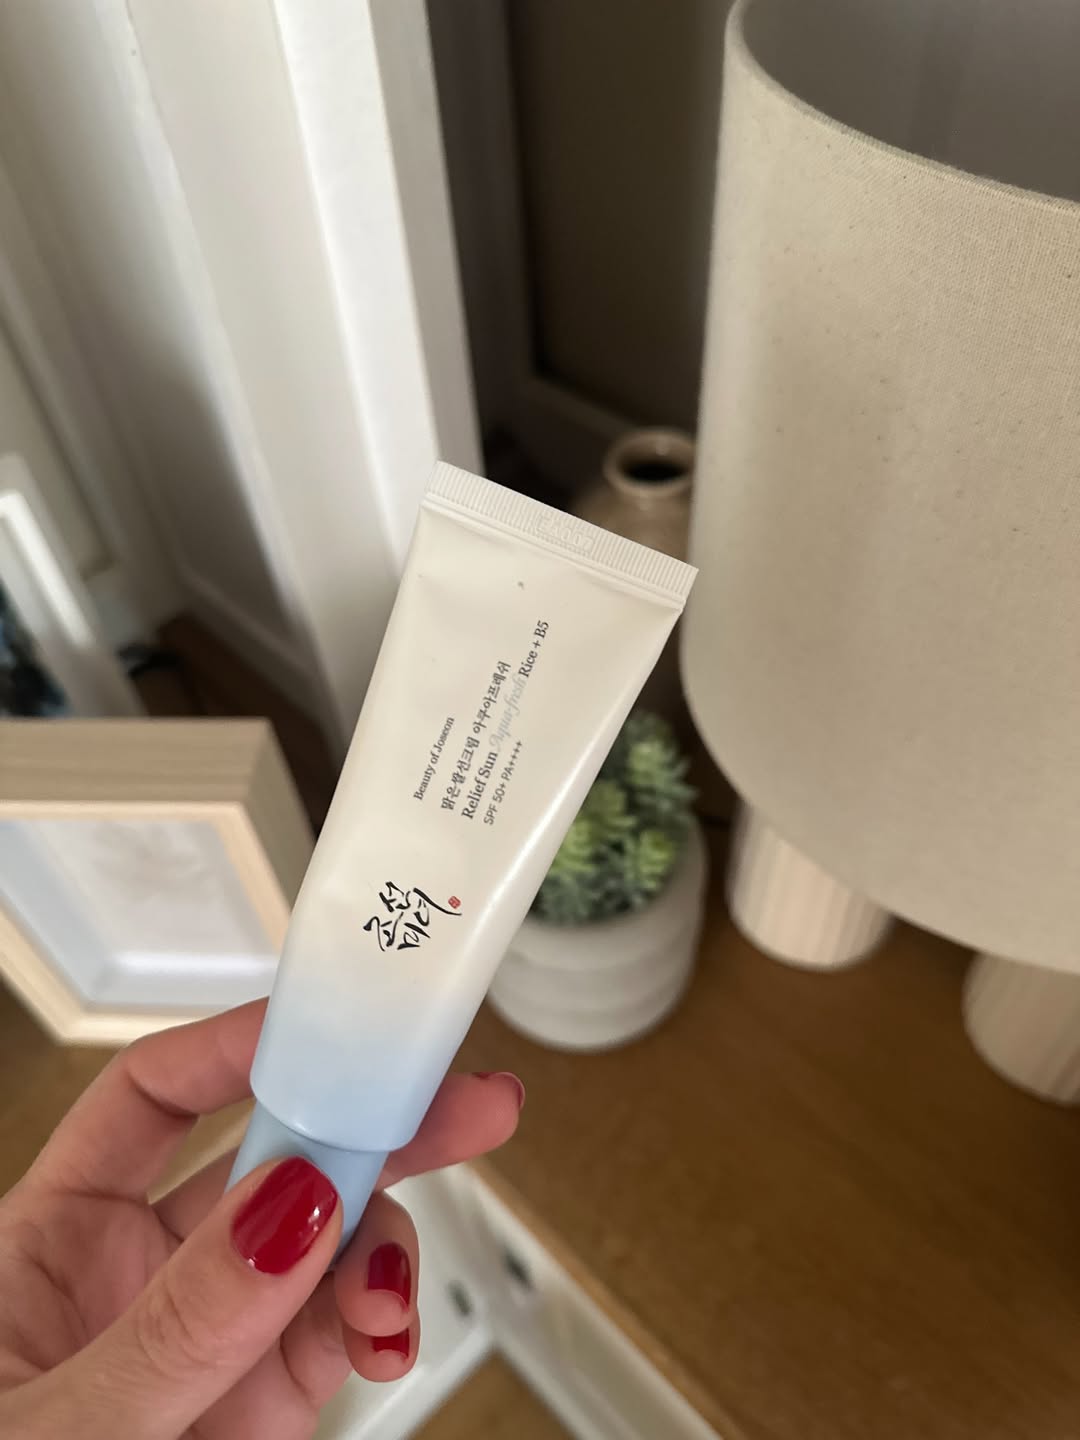 Beauty of Joseon
맑은쌀선크림 아쿠아프레쉬
Relief Sun Aqua-fresh Rice + B5
SPF 50+ PA++++
조선
미녀